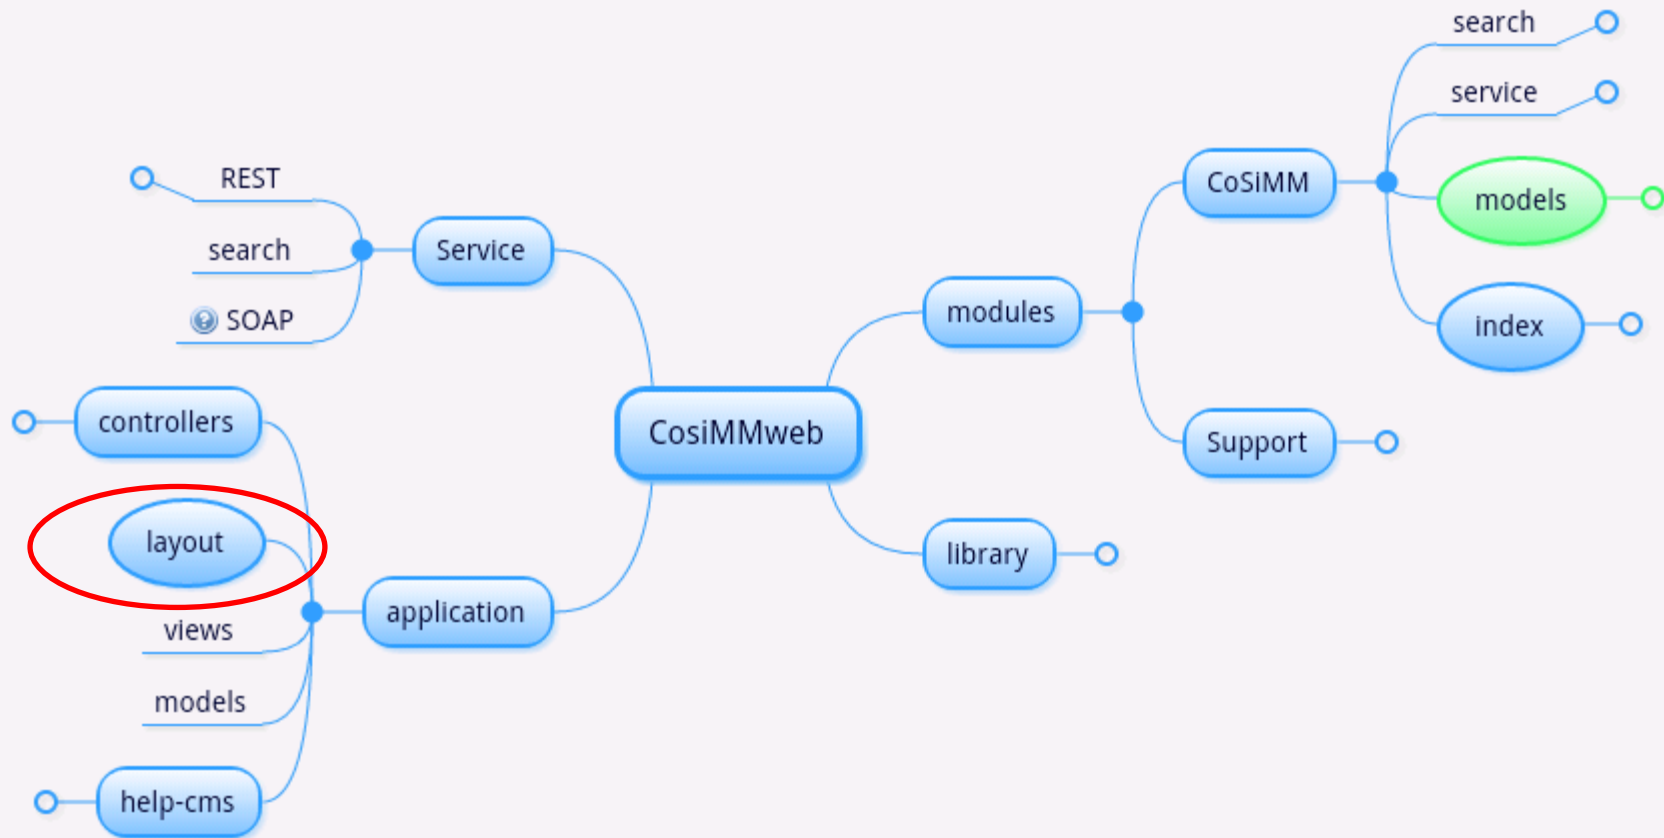 search
service
CoSiMM
models
index
modules
Support
library
CosiMMweb
Service
REST
search
SOAP
application
controllers
layout
views
models
help-cms